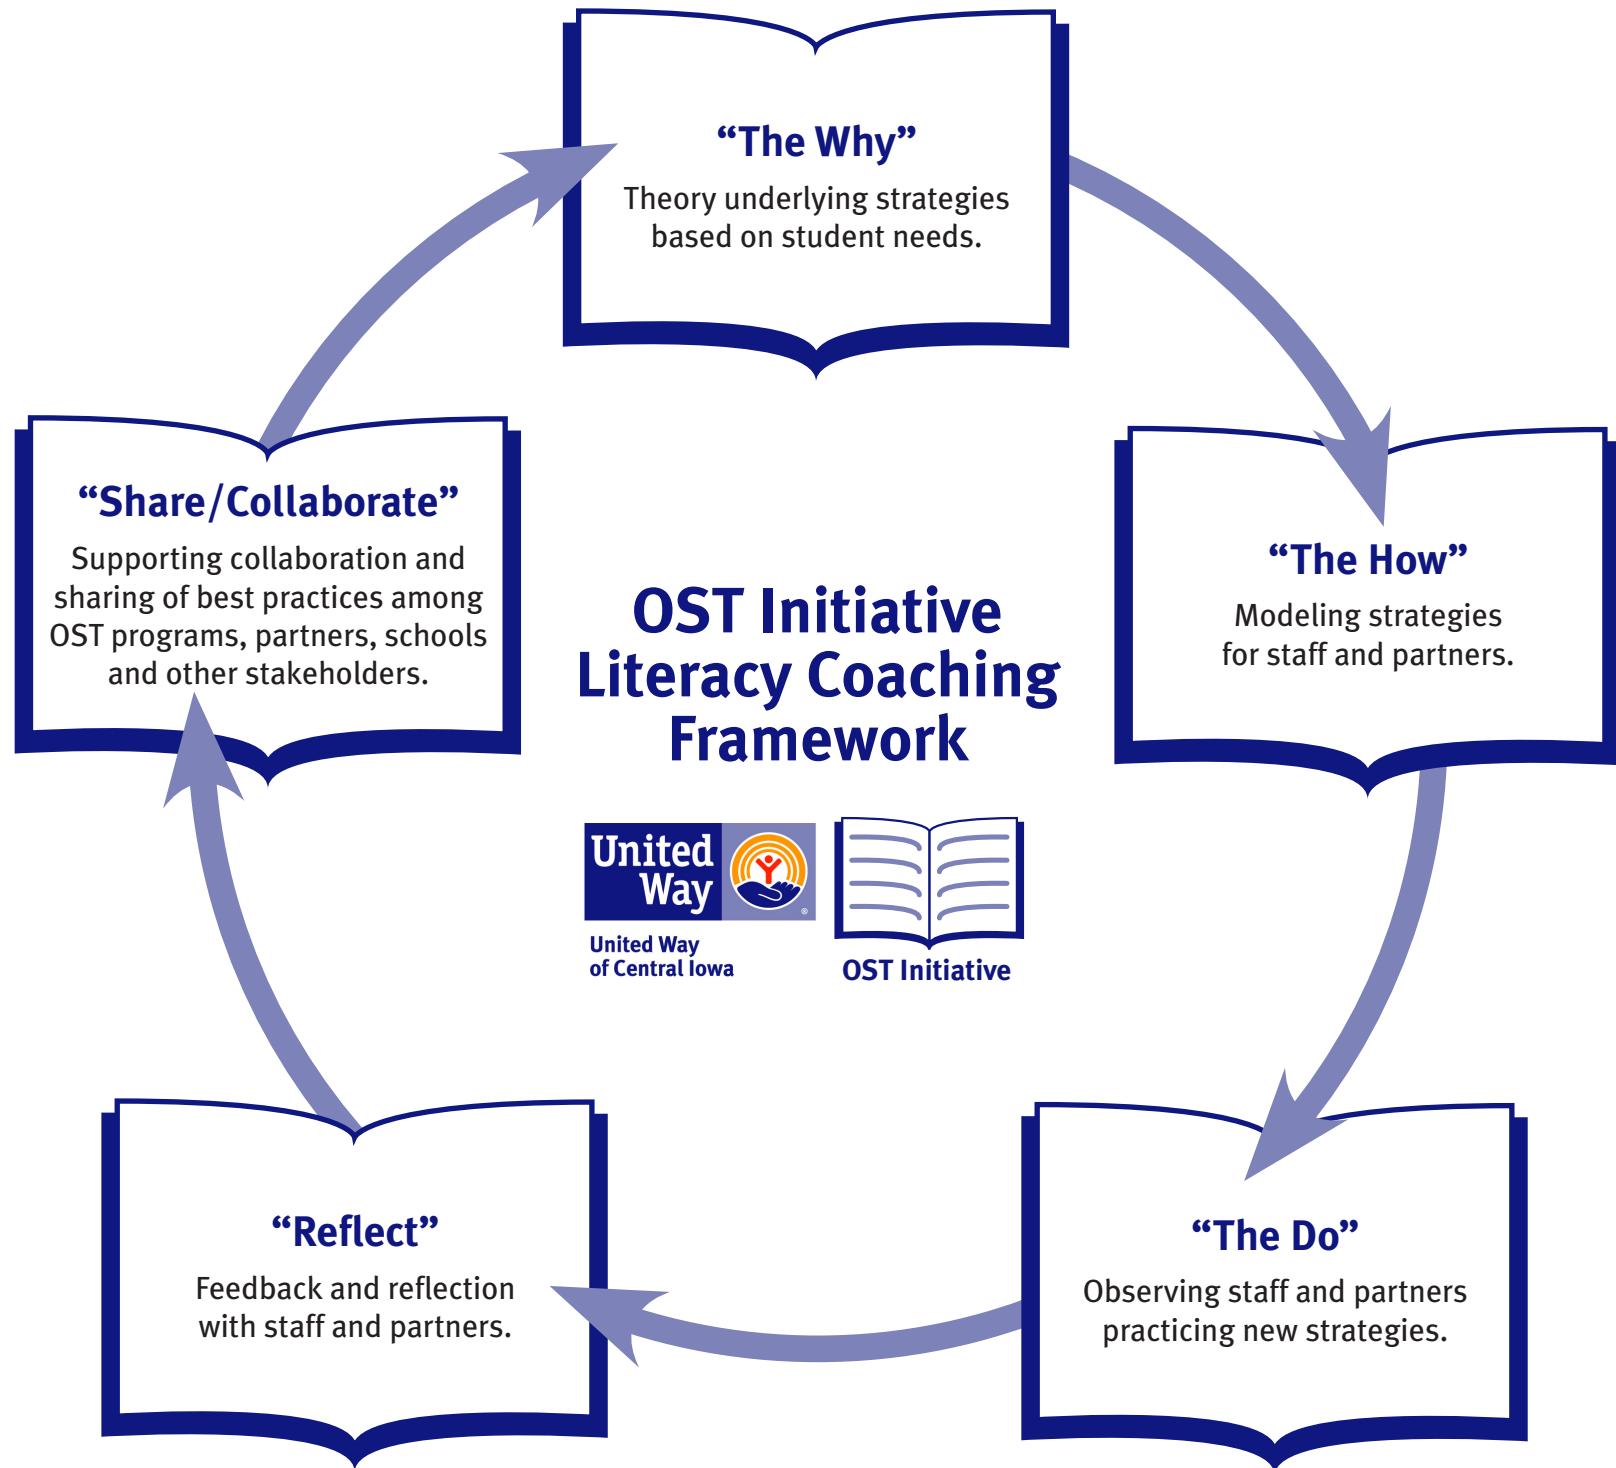 “The Why”
Theory underlying strategies
based on student needs.
“The How”
Modeling strategies
for staff and partners.
“The Do”
Observing staff and partners
practicing new strategies.
“Reflect”
Feedback and reflection
with staff and partners.
“Share/Collaborate”
Supporting collaboration and
sharing of best practices among
OST programs, partners, schools
and other stakeholders.
OST Initiative
Literacy Coaching
Framework
United
Way
®
United Way
of Central Iowa
OST Initiative